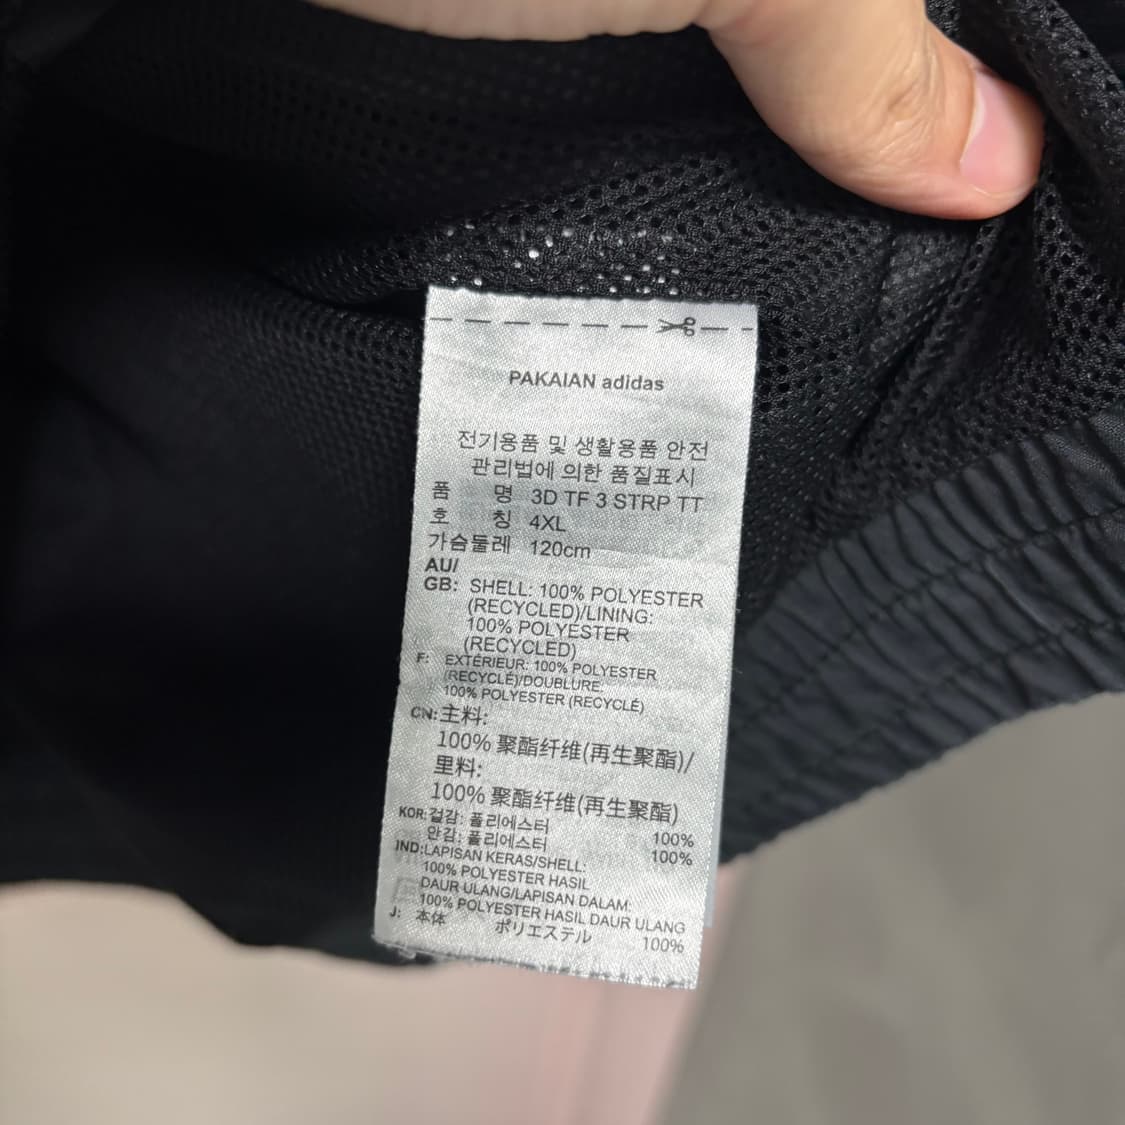 PAKAIAN adidas
전기용품 및 생활용품 안전
관리법에 의한 품질표시
품 명 3D TF 3 STRP TT
호 칭 4XL
가슴둘레 120cm
AU/
GB: SHELL: 100% POLYESTER
(RECYCLED)/LINING:
100% POLYESTER
(RECYCLED)
F: EXTÉRIEUR: 100% POLYESTER
(RECYCLÉ)/DOUBLURE:
100% POLYESTER (RECYCLÉ)
CN:主料:
100% 聚酯纤维(再生聚酯)/
里料:
100% 聚酯纤维(再生聚酯)
KOR:겉감: 폴리에스터 100%
안감: 폴리에스터 100%
IND:LAPISAN KERAS/SHELL:
100% POLYESTER HASIL
DAUR ULANG/LAPISAN DALAM:
100% POLYESTER HASIL DAUR ULANG
J: 本体 ポリエステル 100%